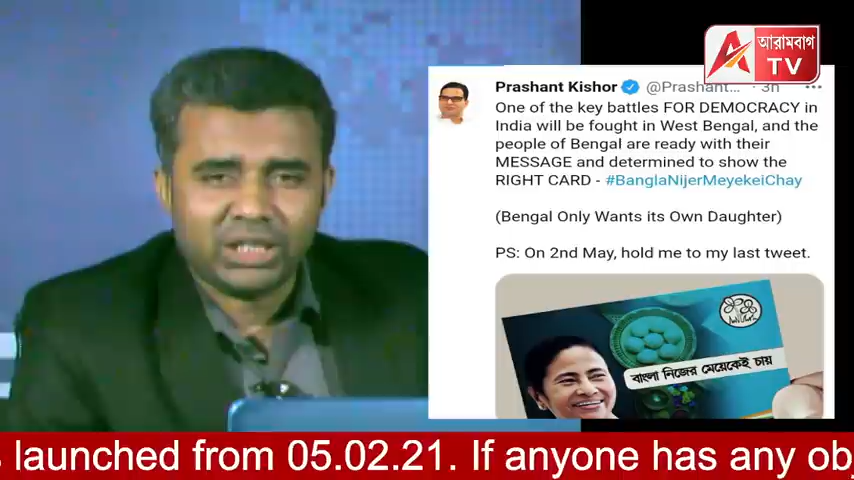 আরামবাগ
TV
Prashant Kishor @Prashant... · 3h
One of the key battles FOR DEMOCRACY in
India will be fought in West Bengal, and the
people of Bengal are ready with their
MESSAGE and determined to show the
RIGHT CARD - #BanglaNijerMeyekeiChay
(Bengal Only Wants its Own Daughter)
PS: On 2nd May, hold me to my last tweet.
বাংলা নিজের মেয়েকেই চায়
launched from 05.02.21. If anyone has any ob